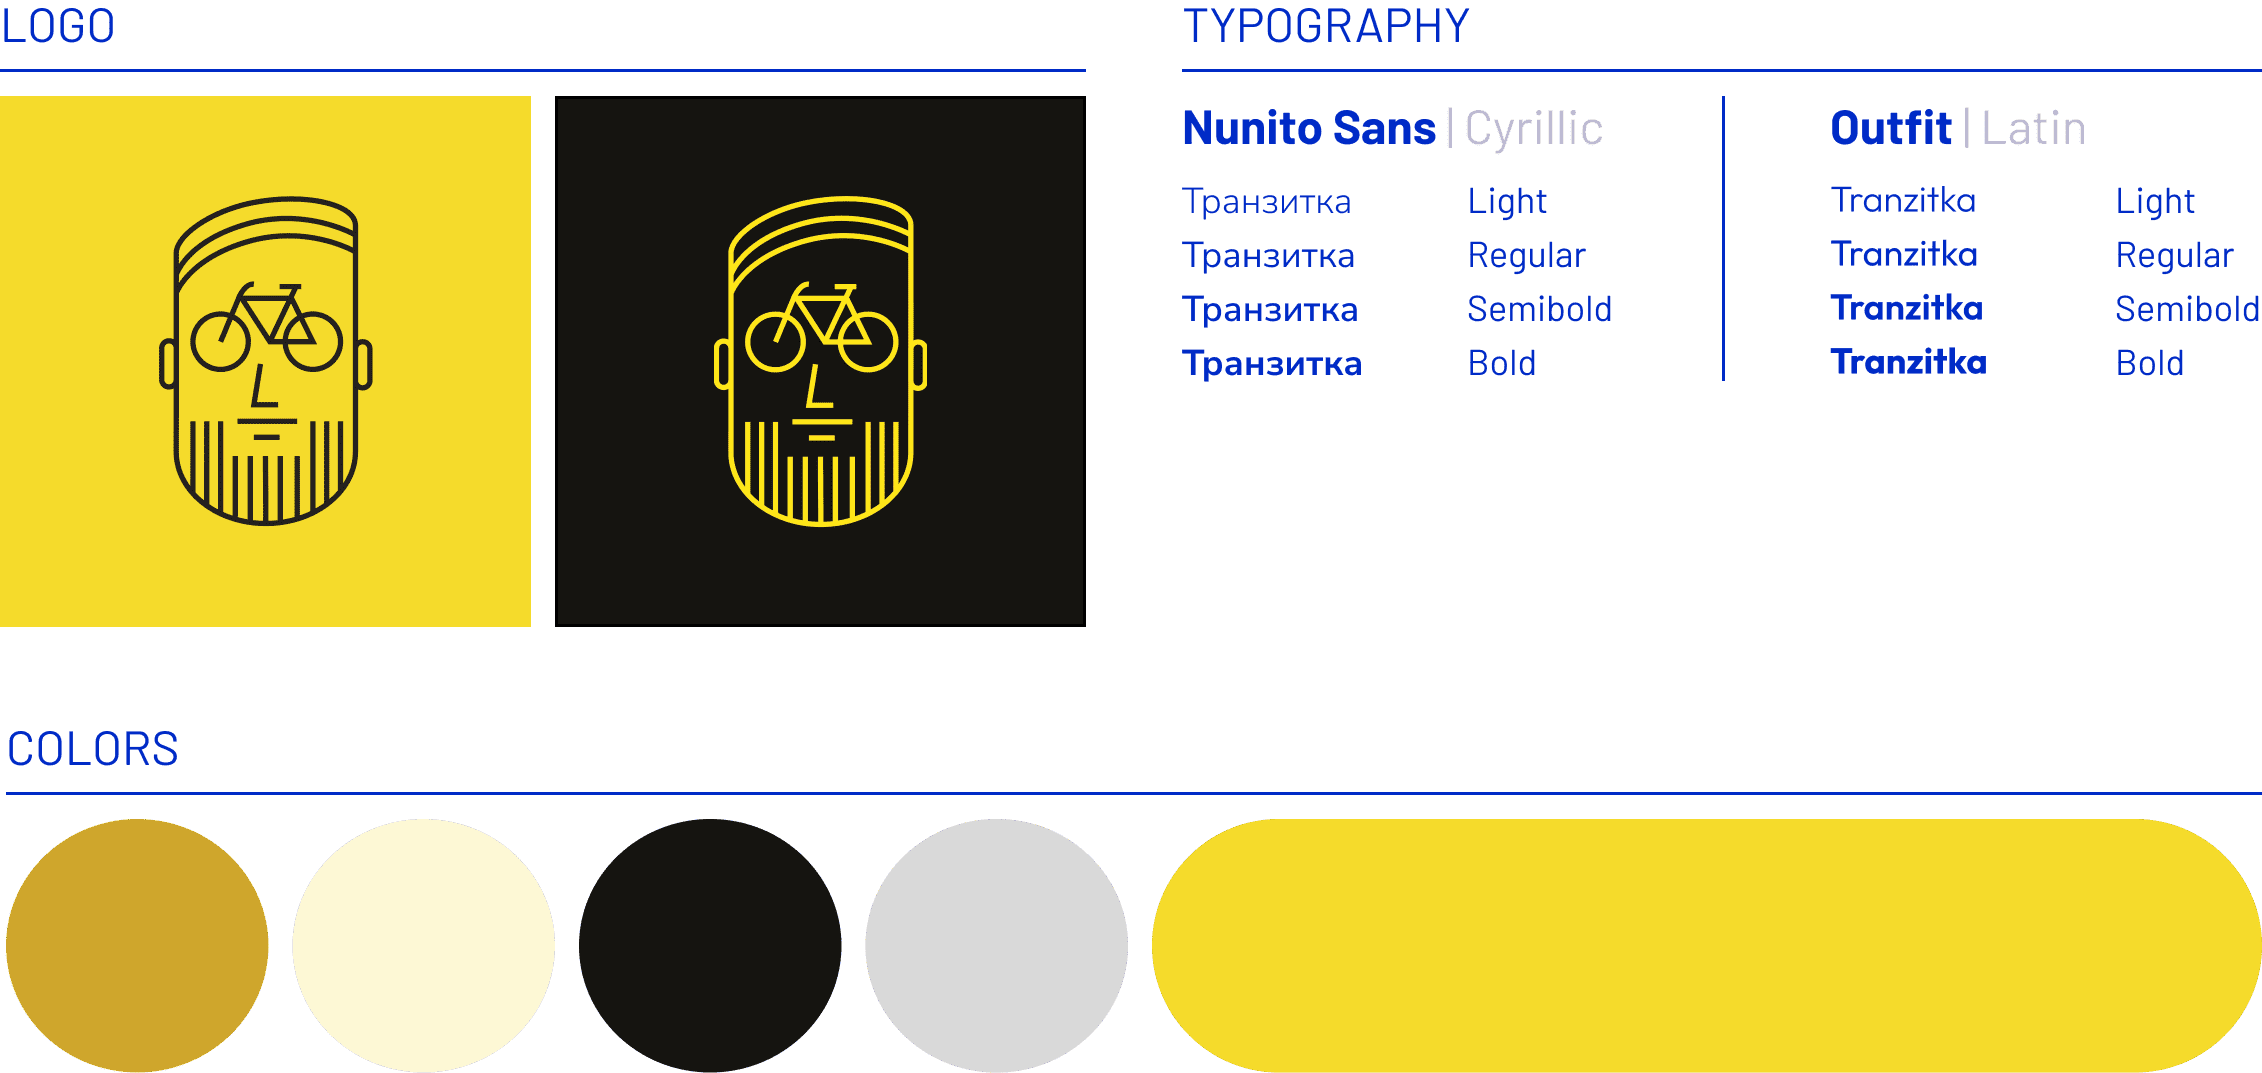 LOGO
TYPOGRAPHY
Nunito Sans | Cyrillic
Транзитка Light
Транзитка Regular
Транзитка Semibold
Транзитка Bold
Outfit | Latin
Tranzitka Light
Tranzitka Regular
Tranzitka Semibold
Tranzitka Bold
COLORS